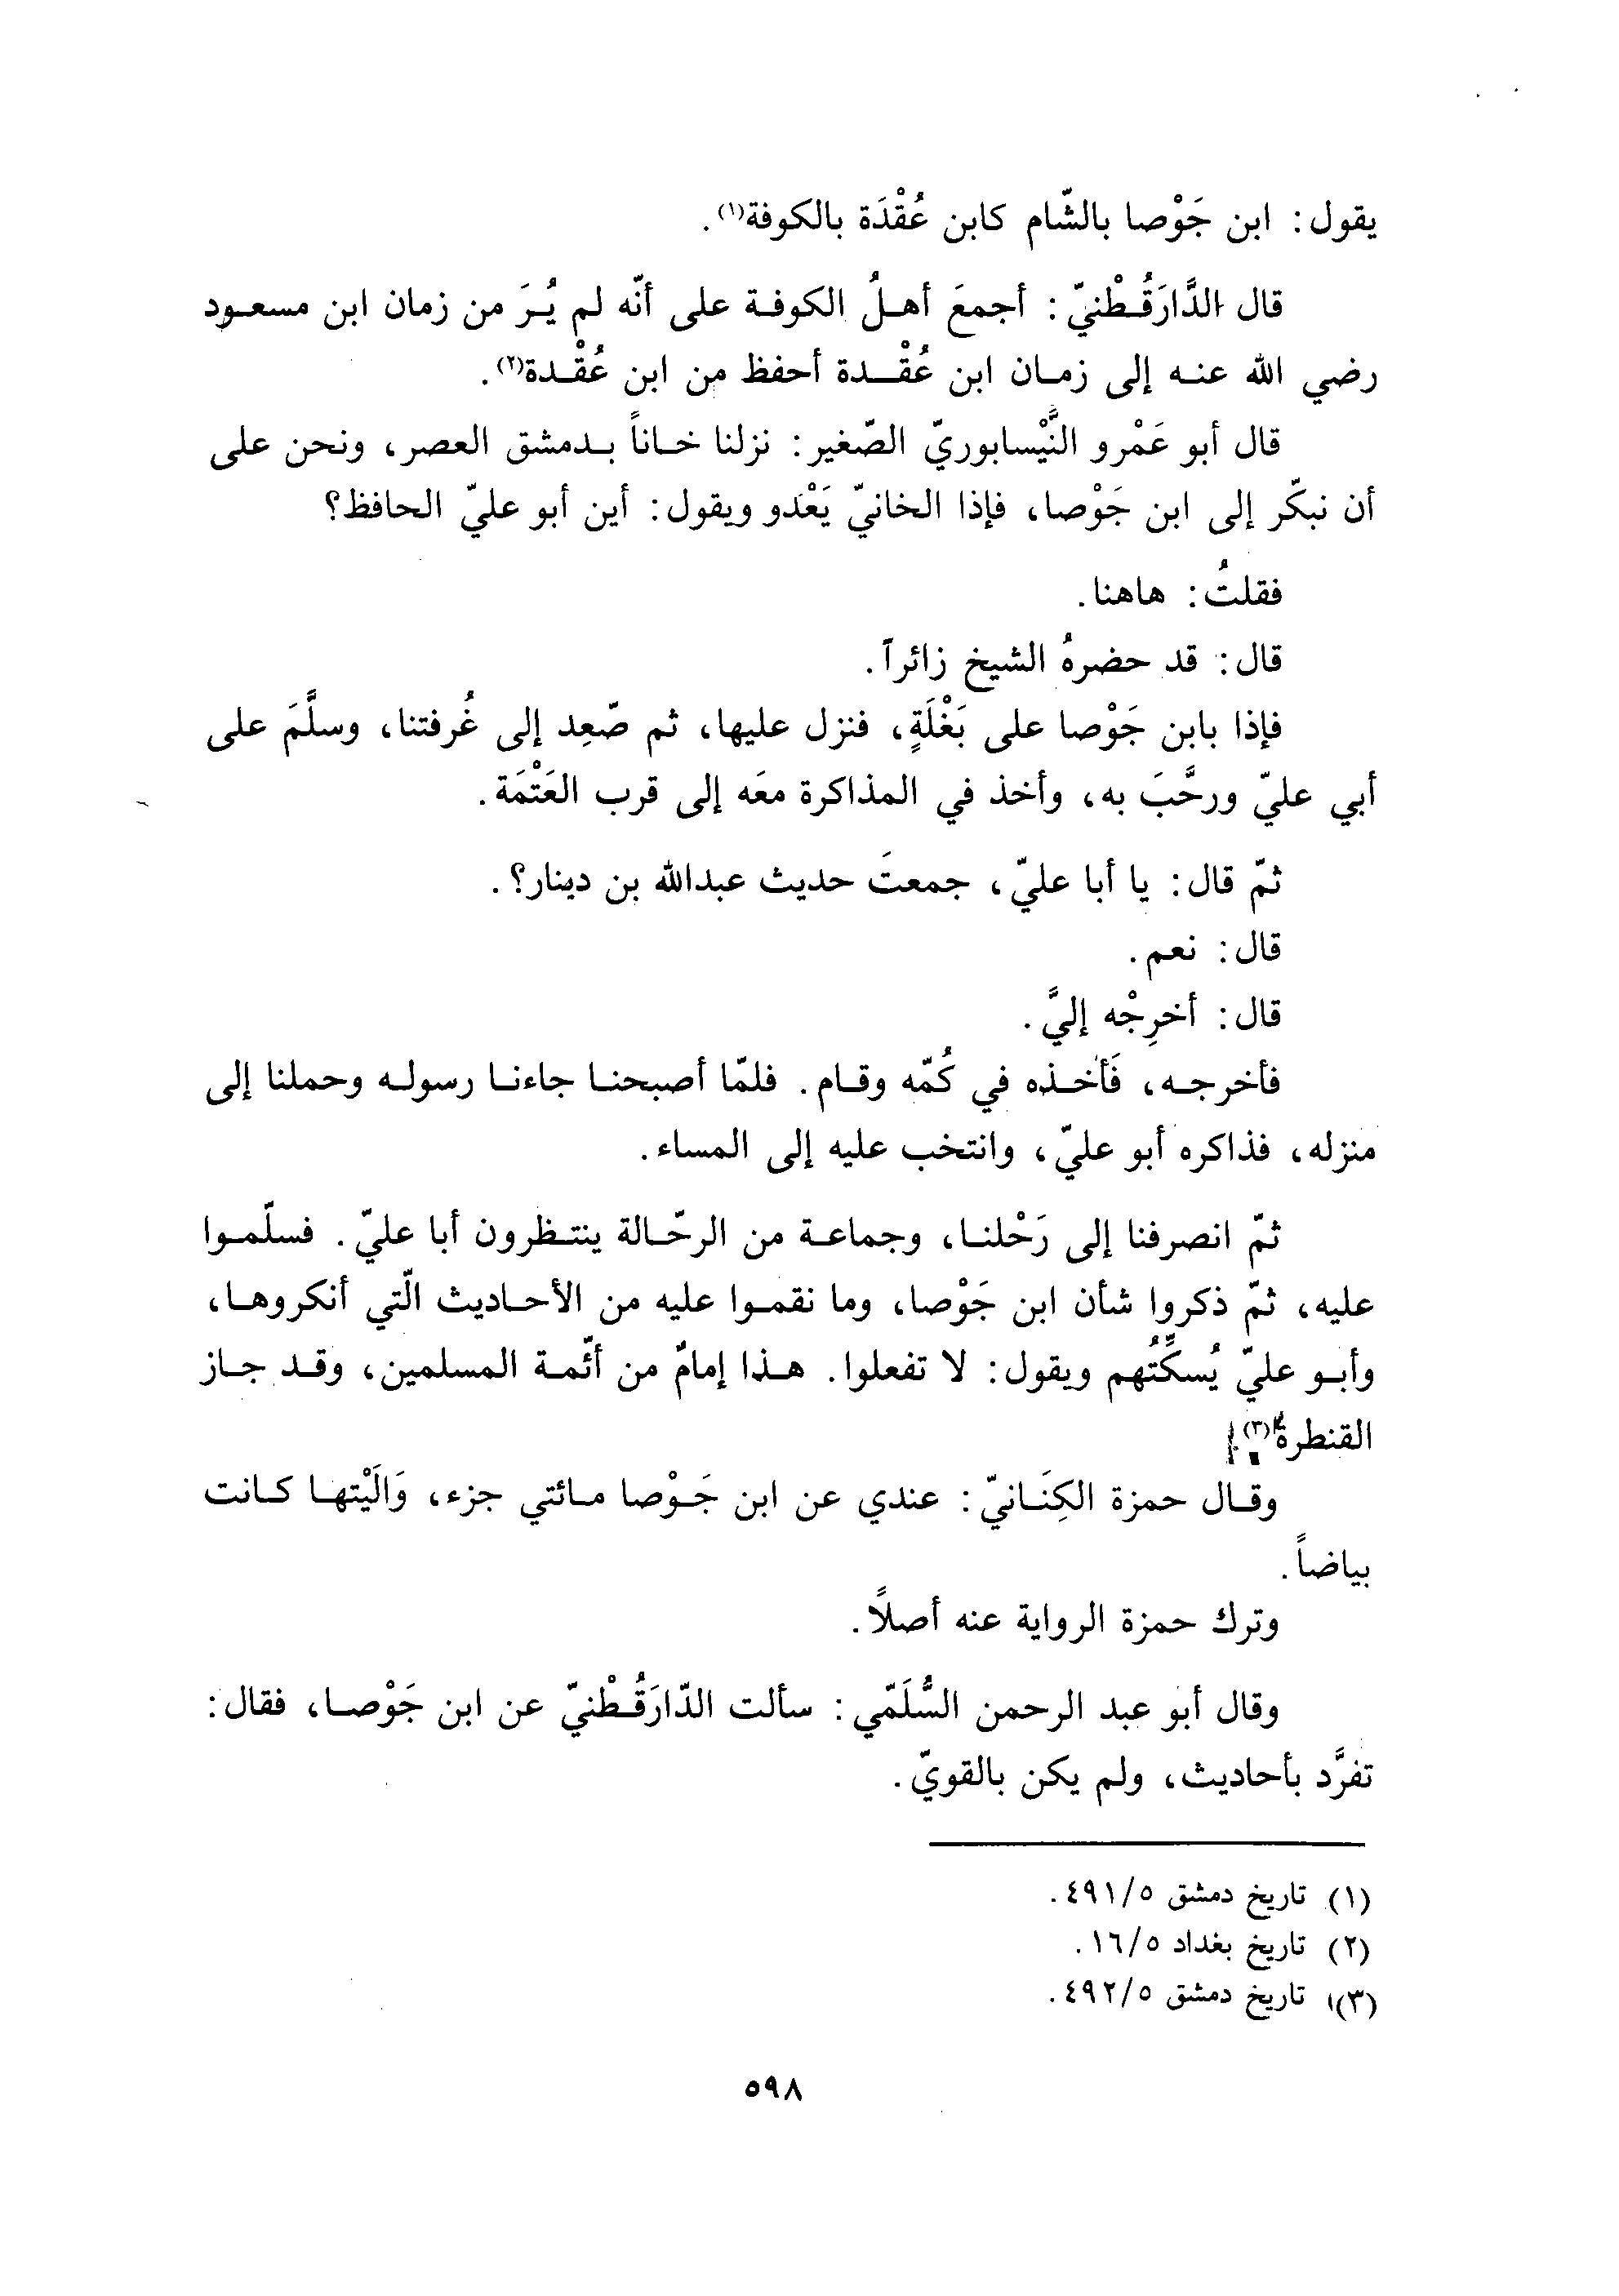 يقول: ابن جَوْصا بالشّام كابن عُقْدَة بالكوفة(١).
قال الدَّارَقُطْنيّ: أجمعَ أهلُ الكوفة على أنّه لم يُرَ من زمان ابن مسعود
رضي الله عنه إلى زمان ابن عُقْدة أحفظ من ابن عُقْدة(٢).
قال أبو عَمْرو النَّيْسابوريّ الصّغير: نزلنا خاناً بدمشق العصر، ونحن على
أن نبكّر إلى ابن جَوْصا، فإذا الخانيّ يَعْدو ويقول: أين أبو عليّ الحافظ؟
فقلتُ: هاهنا.
قال: قد حضرهُ الشيخ زائراً.
فإذا بابن جَوْصا على بَغْلَةٍ، فنزل عليها، ثم صّعِد إلى غُرفتنا، وسلَّمَ على
أبي عليّ ورحَّبَ به، وأخذ في المذاكرة معَه إلى قرب العَتْمَة.
ثمّ قال: يا أبا عليّ، جمعتَ حديث عبدالله بن دينار؟.
قال: نعم.
قال: أخرِجْه إليَّ.
فأخرجه، فَأخذه في كُمّه وقام. فلمّا أصبحنا جاءنا رسوله وحملنا إلى
منزله، فذاكره أبو عليّ، وانتخب عليه إلى المساء.
ثمّ انصرفنا إلى رَحْلنا، وجماعة من الرحّالة ينتظرون أبا عليّ. فسلّموا
عليه، ثمّ ذكروا شأن ابن جَوْصا، وما نقموا عليه من الأحاديث الّتي أنكروها،
وأبو عليّ يُسكِّتُهم ويقول: لا تفعلوا. هذا إمامٌ من أئمة المسلمين، وقد جاز
القنطرة(٣).
وقال حمزة الكِنَانيّ: عندي عن ابن جَوْصا مائتي جزء، وَالَيْتها كانت
بياضاً.
وترك حمزة الرواية عنه أصلاً.
وقال أبو عبد الرحمن السُّلَمّي: سألت الدّارَقُطْنيّ عن ابن جَوْصا، فقال:
تفرَّد بأحاديث، ولم يكن بالقويّ.
(١) تاريخ دمشق ٤٩١/٥.
(٢) تاريخ بغداد ١٦/٥.
(٣) تاريخ دمشق ٤٩٢/٥.
٥٩٨